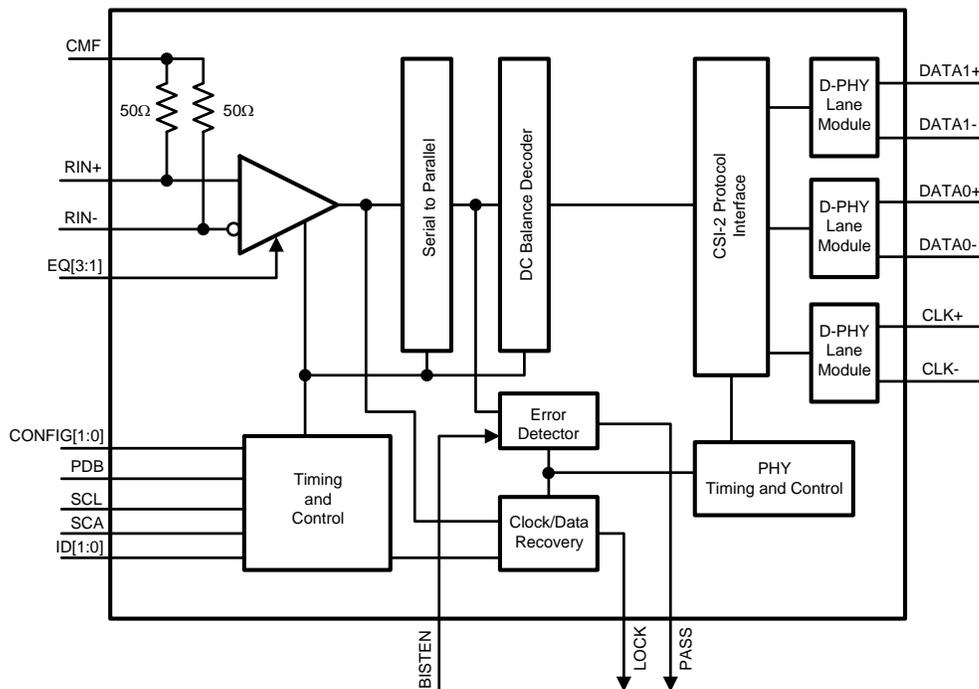 CMF
50Ω
50Ω
RIN+
RIN-
EQ[3:1]
Serial to Parallel
DC Balance Decoder
CSI-2 Protocol
Interface
D-PHY
Lane
Module
DATA1+
DATA1-
D-PHY
Lane
Module
DATA0+
DATA0-
D-PHY
Lane
Module
CLK+
CLK-
CONFIG[1:0]
PDB
SCL
SCA
ID[1:0]
Timing
and
Control
Error
Detector
Clock/Data
Recovery
PHY
Timing and Control
BISTEN
LOCK
PASS